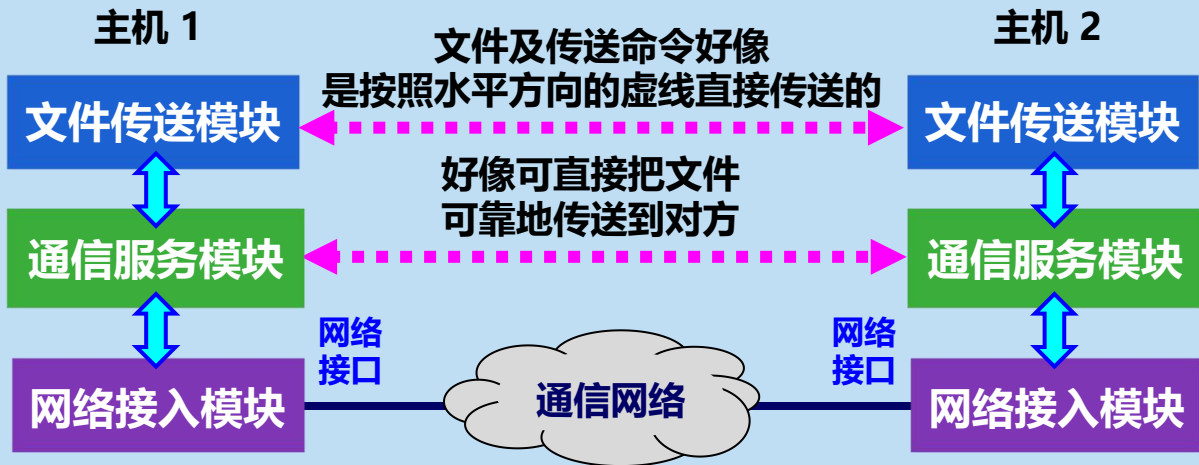 主机 1
文件及传送命令好像
是按照水平方向的虚线直接传送的
主机 2
文件传送模块
文件传送模块
好像可直接把文件
可靠地传送到对方
通信服务模块
通信服务模块
网络
接口
网络
接口
网络接入模块
通信网络
网络接入模块